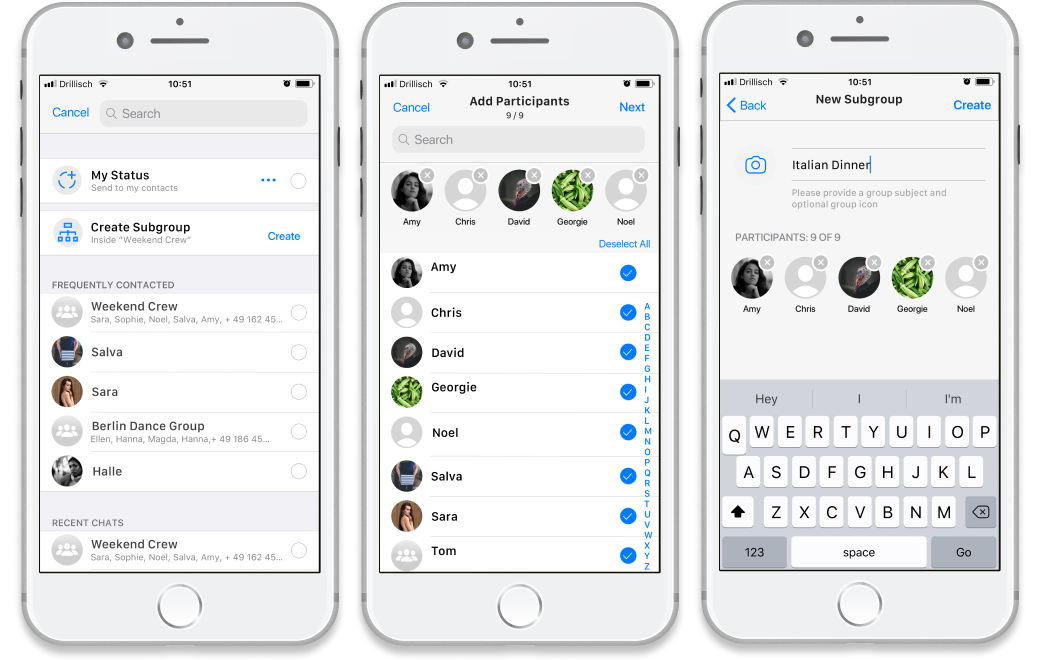 Drillisch 10:51
Cancel Search
My Status
Send to my contacts
Create Subgroup
Inside “Weekend Crew”
Create
FREQUENTLY CONTACTED
Weekend Crew
Sara, Sophie, Noel, Salva, Amy, + 49 162 45...
Salva
Sara
Berlin Dance Group
Ellen, Hanna, Magda, Hanna,+ 49 186 45...
Halle
RECENT CHATS
Weekend Crew
Sara, Sophie, Noel, Salva, Amy, + 49 162 45...
Drillisch 10:51
Cancel Add Participants Next
9 / 9
Search
Amy Chris David Georgie Noel
Deselect All
Amy
Chris
David
Georgie
Noel
Salva
Sara
Tom
A
B
C
D
E
F
G
H
I
J
K
L
M
N
O
P
Q
R
S
T
U
V
W
X
Y
Z
Drillisch 10:51
Back New Subgroup Create
Italian Dinner
Please provide a group subject and
optional group icon
PARTICIPANTS: 9 OF 9
Amy Chris David Georgie Noel
Hey I I'm
Q W E R T Y U I O P
A S D F G H J K L
Z X C V B N M
123 space Go